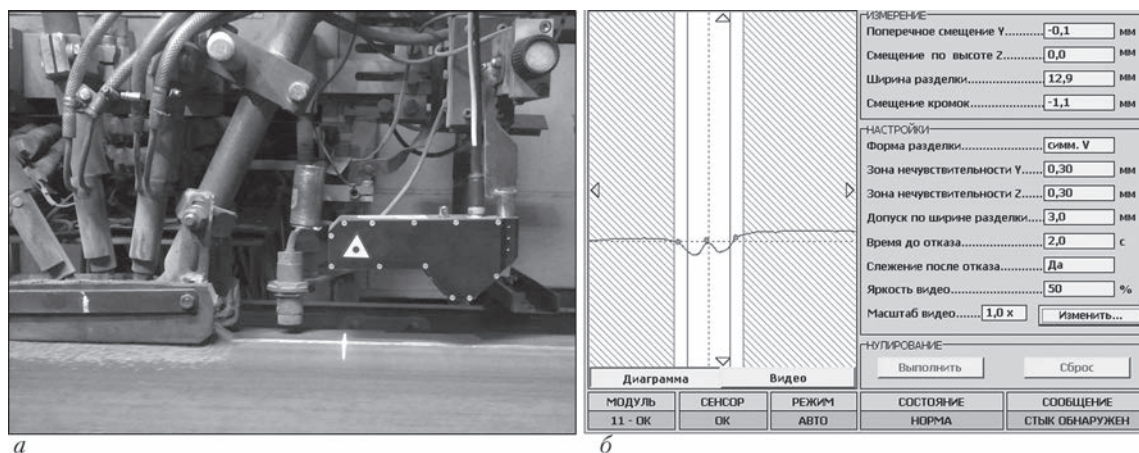 ИЗМЕРЕНИЕ
Поперечное смещение Y -0,1 мм
Смещение по высоте Z 0,0 мм
Ширина разделки 12,9 мм
Смещение кромок -1,1 мм
НАСТРОЙКИ
Форма разделки симм. V
Зона нечувствительности Y 0,30 мм
Зона нечувствительности Z 0,30 мм
Допуск по ширине разделки 3,0 мм
Время до отказа 2,0 с
Слежение после отказа Да
Яркость видео 50 %
Масштаб видео 1,0 x Изменить...
НУЛИРОВАНИЕ
Выполнить Сброс
Диаграмма Видео
МОДУЛЬ СЕНСОР РЕЖИМ СОСТОЯНИЕ СООБЩЕНИЕ
11 - ОК ОК АВТО НОРМА СТЫК ОБНАРУЖЕН
а б